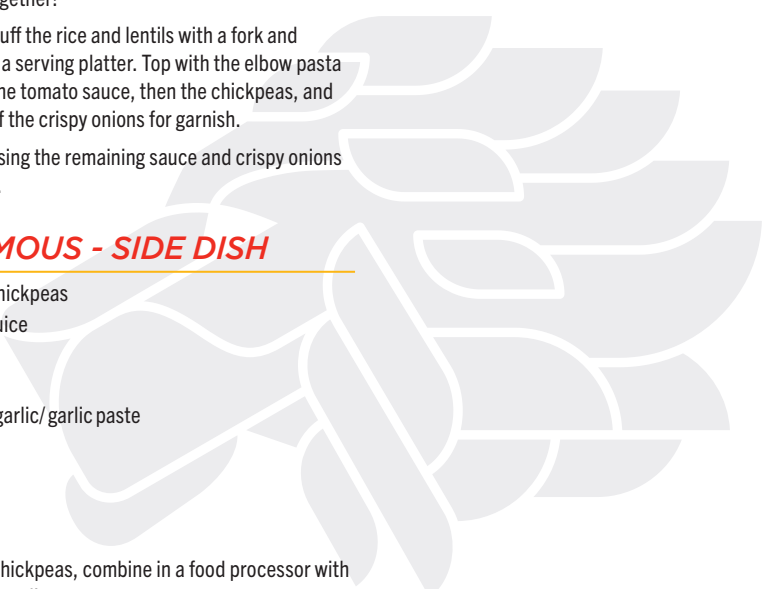 uff the rice and lentils with a fork and
a serving platter. Top with the elbow pasta
he tomato sauce, then the chickpeas, and
f the crispy onions for garnish.
sing the remaining sauce and crispy onions
MOUS - SIDE DISH
hickpeas
uice
garlic/ garlic paste
hickpeas, combine in a food processor with